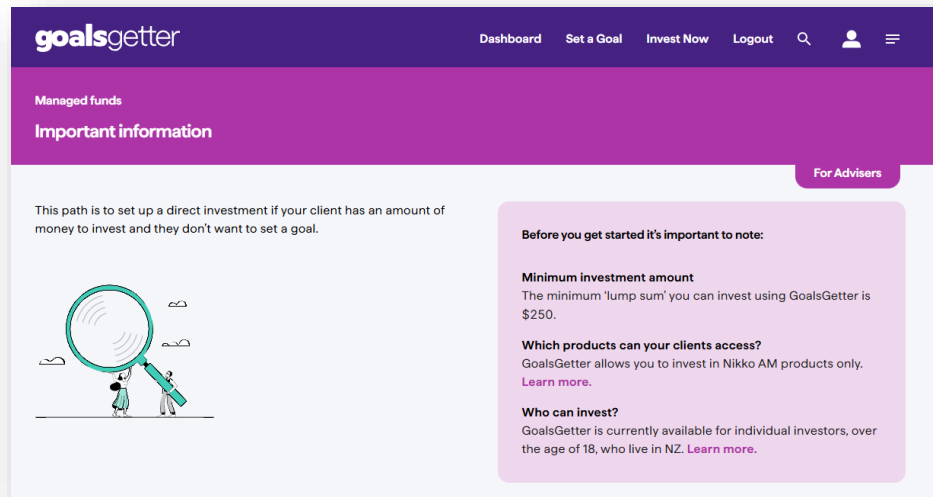 goalsgetter
Dashboard Set a Goal Invest Now Logout
Managed funds
Important information
For Advisers
This path is to set up a direct investment if your client has an amount of
money to invest and they don't want to set a goal.
Before you get started it's important to note:
Minimum investment amount
The minimum 'lump sum' you can invest using GoalsGetter is
$250.
Which products can your clients access?
GoalsGetter allows you to invest in Nikko AM products only.
Learn more.
Who can invest?
GoalsGetter is currently available for individual investors, over
the age of 18, who live in NZ. Learn more.